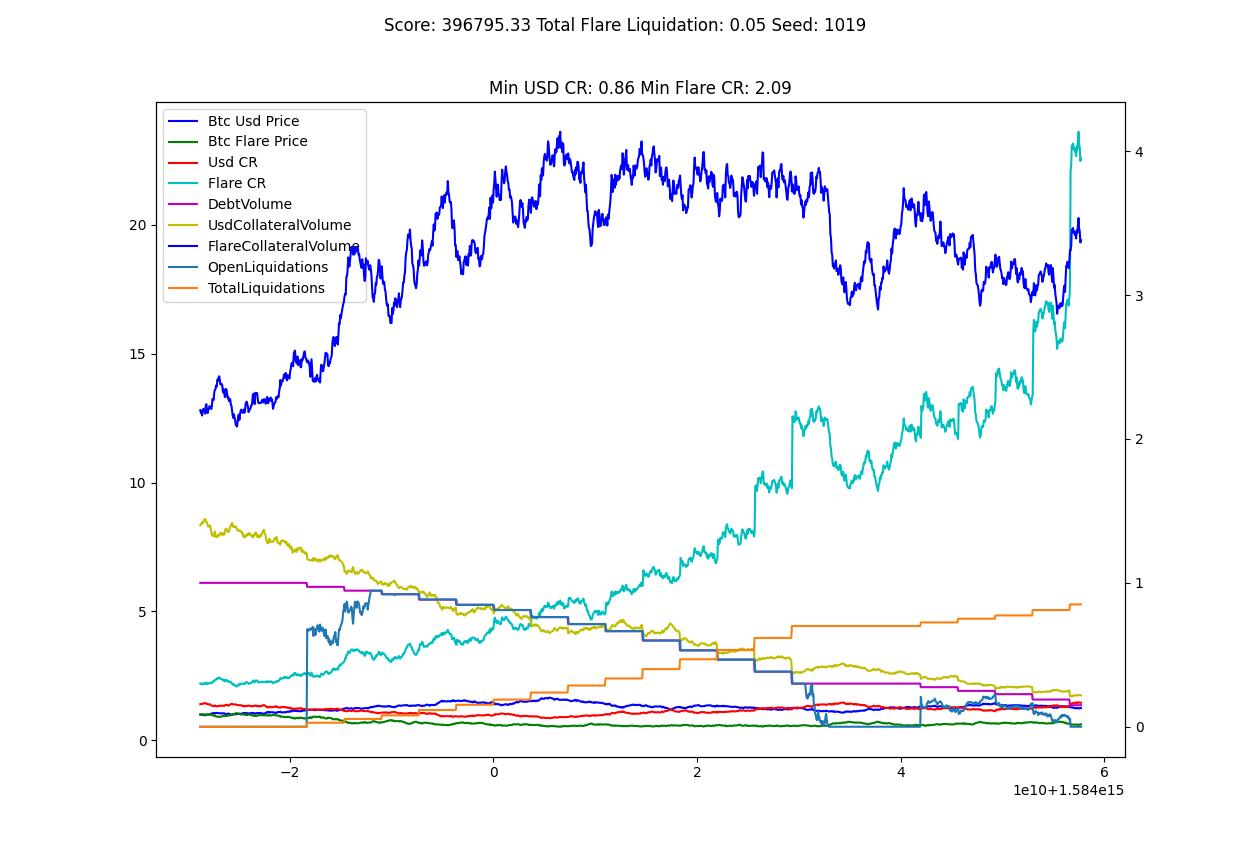 Score: 396795.33 Total Flare Liquidation: 0.05 Seed: 1019
Min USD CR: 0.86 Min Flare CR: 2.09
Btc Usd Price
Btc Flare Price
Usd CR
Flare CR
DebtVolume
UsdCollateralVolume
FlareCollateralVolume
OpenLiquidations
TotalLiquidations
20
15
10
5
0
4
3
2
1
0
−2
0
2
4
6
1e10+1.584e15